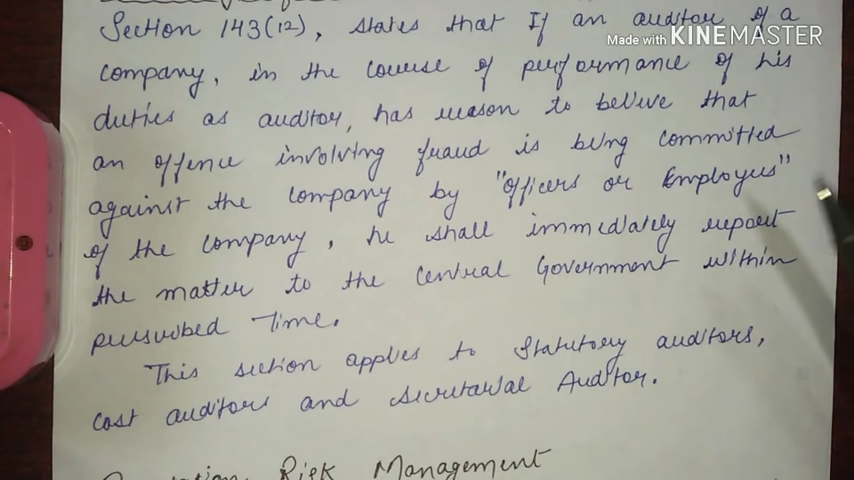 Section 143(12), states that If an auditor of a
Made with KINEMASTER
company, in the course of performance of his
duties as auditor, has reason to belive that
an offence involving fraud is being committed
against the company by "officers or Employees"
of the company, he shall immediately report
the matter to the Central Government within
prescribed Time.
This section applies to Statutory auditors,
cost auditors and Secretarial Auditor.
Risk Management